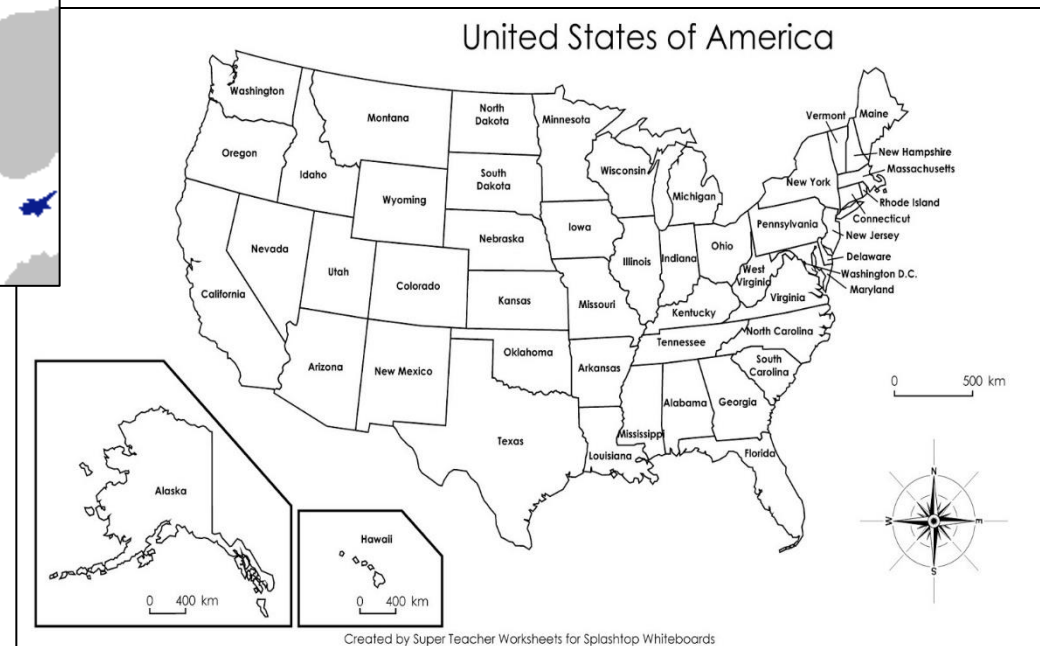 United States of America
Washington
Montana
North
Dakota
Minnesota
Vermont
Maine
Oregon
Idaho
Wyoming
South
Dakota
Wisconsin
Michigan
New York
New Hampshire
Massachusetts
Rhode Island
Connecticut
New Jersey
Nevada
Utah
Colorado
Nebraska
Iowa
Illinois
Indiana
Ohio
Pennsylvania
Delaware
Washington D.C.
Maryland
California
Kansas
Missouri
West
Virginia
Virginia
Kentucky
Arizona
New Mexico
Oklahoma
Arkansas
Tennessee
North Carolina
South
Carolina
Texas
Louisiana
Mississippi
Alabama
Georgia
Florida
0 500 km
N
W
E
S
Alaska
0 400 km
Hawaii
0 400 km
Created by Super Teacher Worksheets for Splashtop Whiteboards